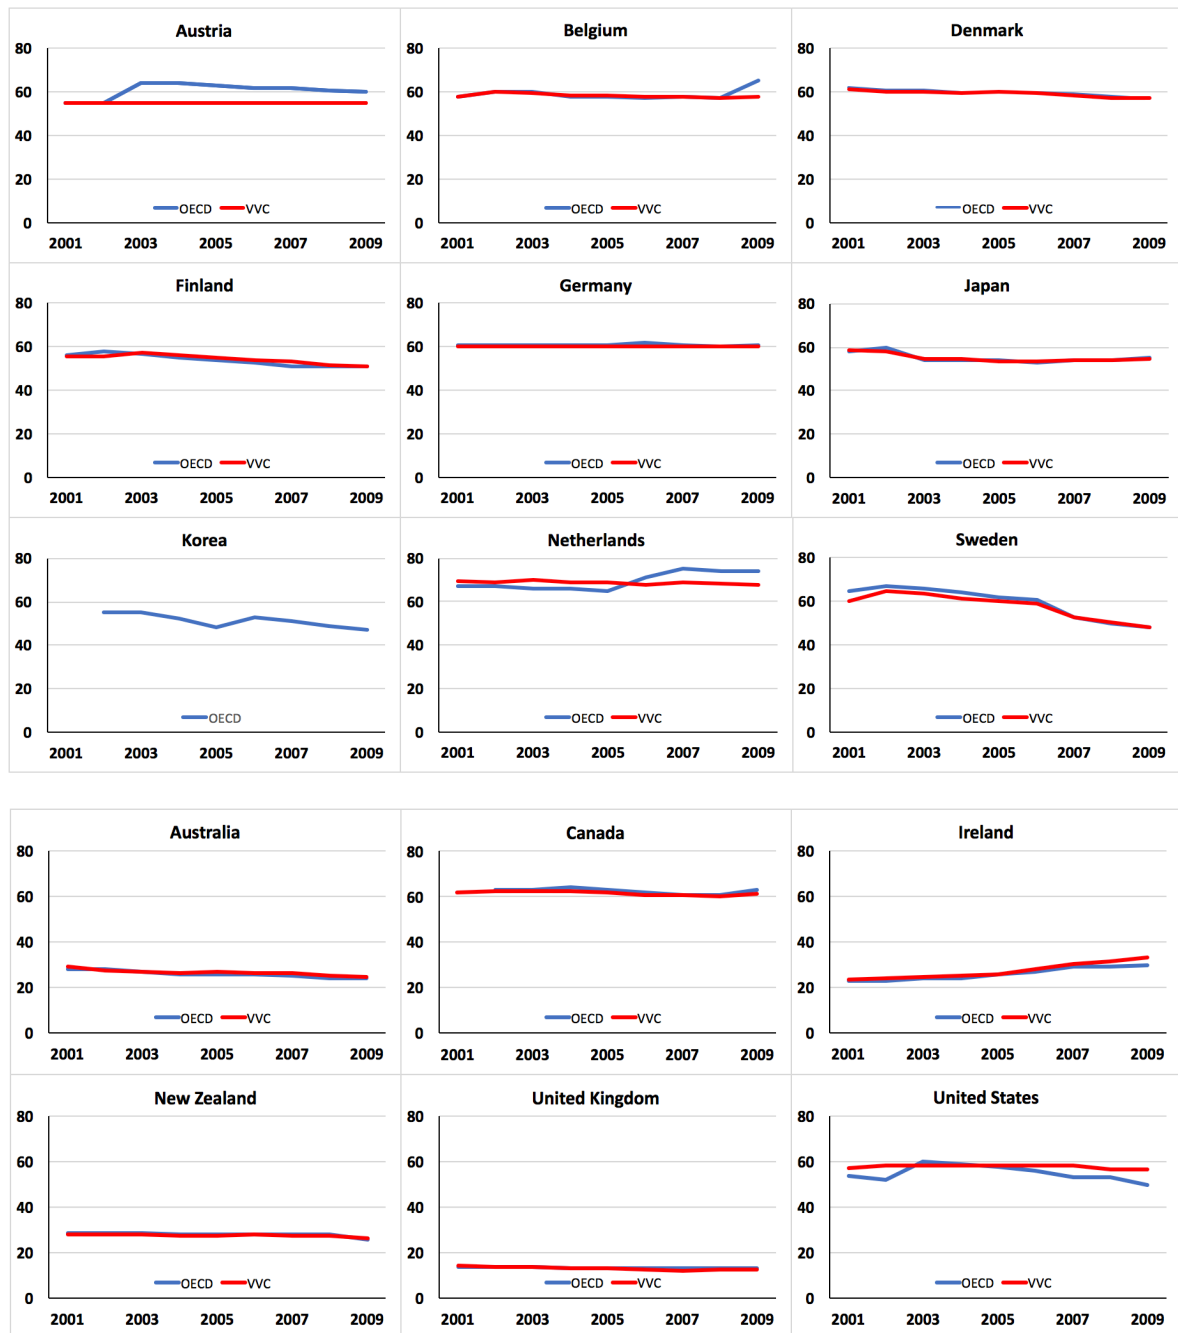 Austria
80
60
40
20
0
OECD VVC
2001 2003 2005 2007 2009
Belgium
80
60
40
20
0
OECD VVC
2001 2003 2005 2007 2009
Denmark
80
60
40
20
0
OECD VVC
2001 2003 2005 2007 2009
Finland
80
60
40
20
0
OECD VVC
2001 2003 2005 2007 2009
Germany
80
60
40
20
0
OECD VVC
2001 2003 2005 2007 2009
Japan
80
60
40
20
0
OECD VVC
2001 2003 2005 2007 2009
Korea
80
60
40
20
0
OECD
2001 2003 2005 2007 2009
Netherlands
80
60
40
20
0
OECD VVC
2001 2003 2005 2007 2009
Sweden
80
60
40
20
0
OECD VVC
2001 2003 2005 2007 2009
Australia
80
60
40
20
0
OECD VVC
2001 2003 2005 2007 2009
Canada
80
60
40
20
0
OECD VVC
2001 2003 2005 2007 2009
Ireland
80
60
40
20
0
OECD VVC
2001 2003 2005 2007 2009
New Zealand
80
60
40
20
0
OECD VVC
2001 2003 2005 2007 2009
United Kingdom
80
60
40
20
0
OECD VVC
2001 2003 2005 2007 2009
United States
80
60
40
20
0
OECD VVC
2001 2003 2005 2007 2009